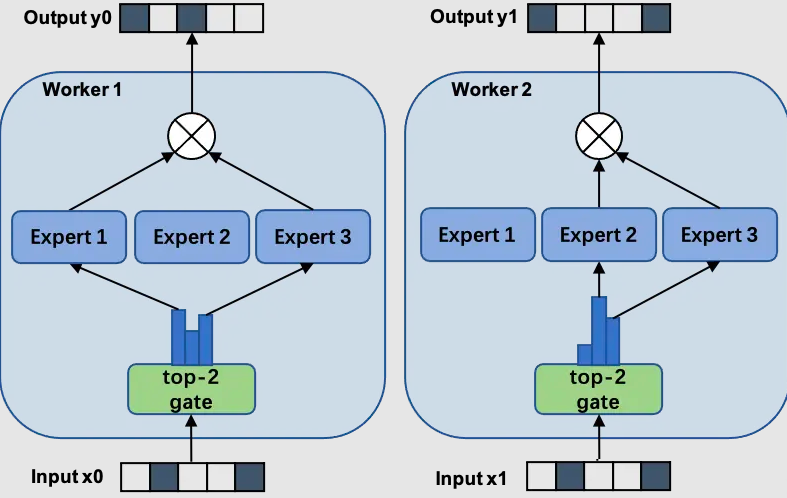 Output y0
Output y1
Worker 1
Worker 2
Expert 1
Expert 2
Expert 3
Expert 1
Expert 2
Expert 3
top-2
gate
top-2
gate
Input x0
Input x1